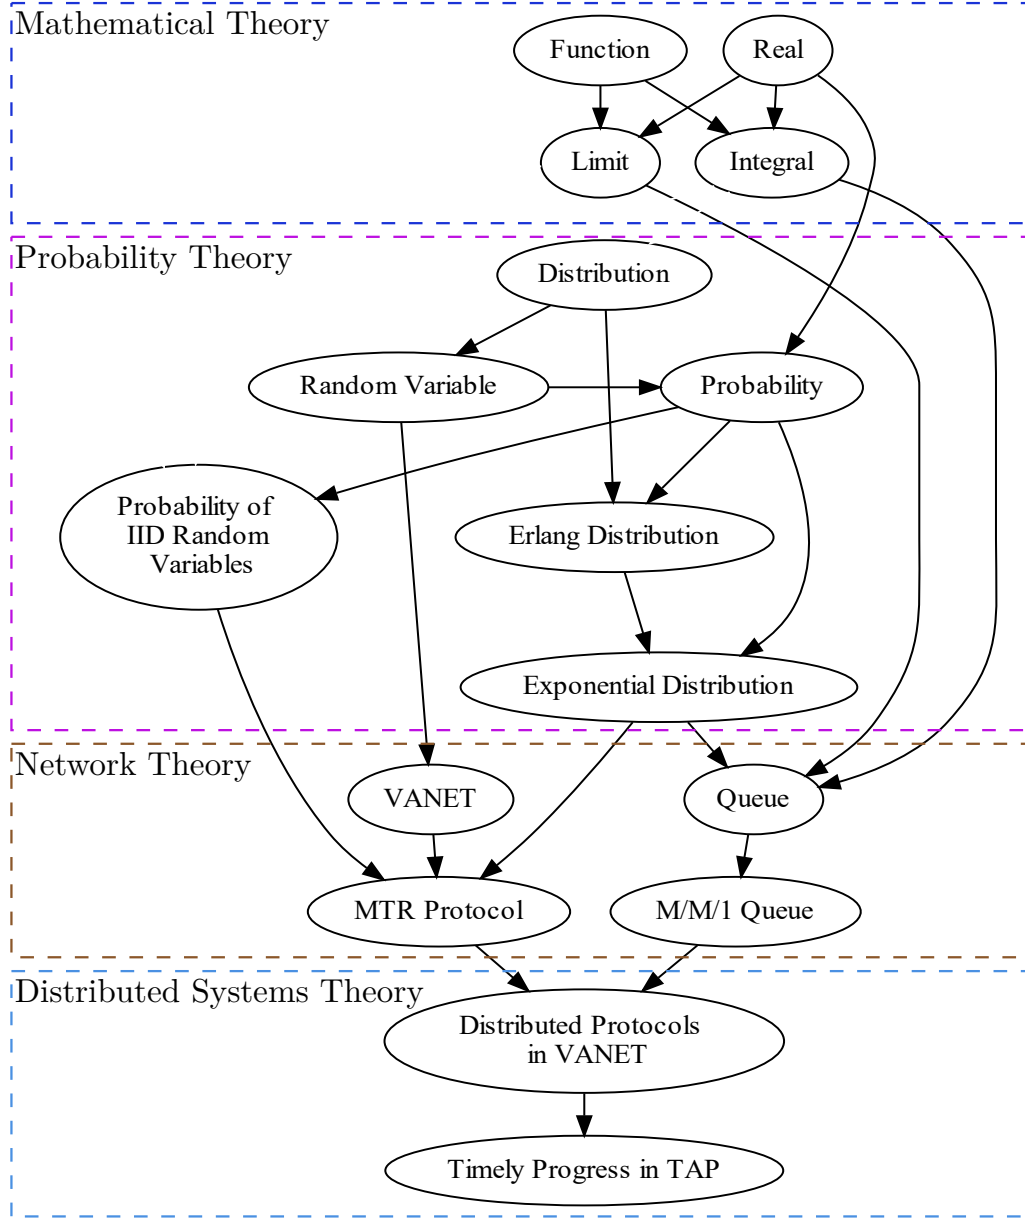 Mathematical Theory
Function
Real
Limit
Integral
Probability Theory
Distribution
Random Variable
Probability
Probability of
IID Random
Variables
Erlang Distribution
Exponential Distribution
Network Theory
VANET
Queue
MTR Protocol
M/M/1 Queue
Distributed Systems Theory
Distributed Protocols
in VANET
Timely Progress in TAP